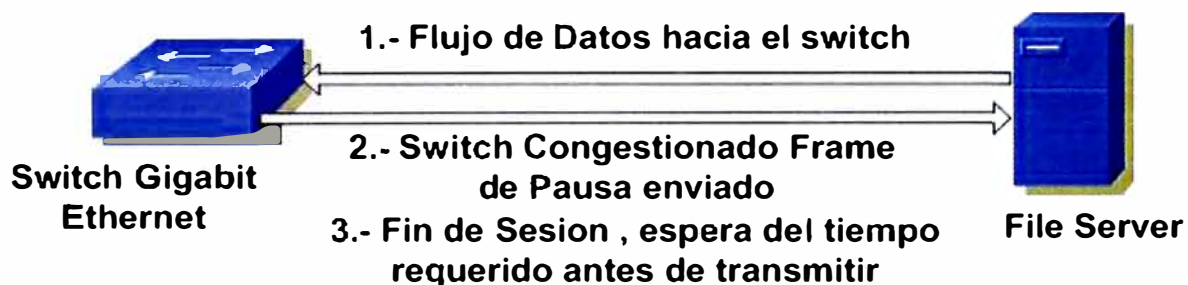 1.- Flujo de Datos hacia el switch
2.- Switch Congestionado Frame
de Pausa enviado
Switch Gigabit
Ethernet
3.- Fin de Sesion , espera del tiempo
requerido antes de transmitir
File Server